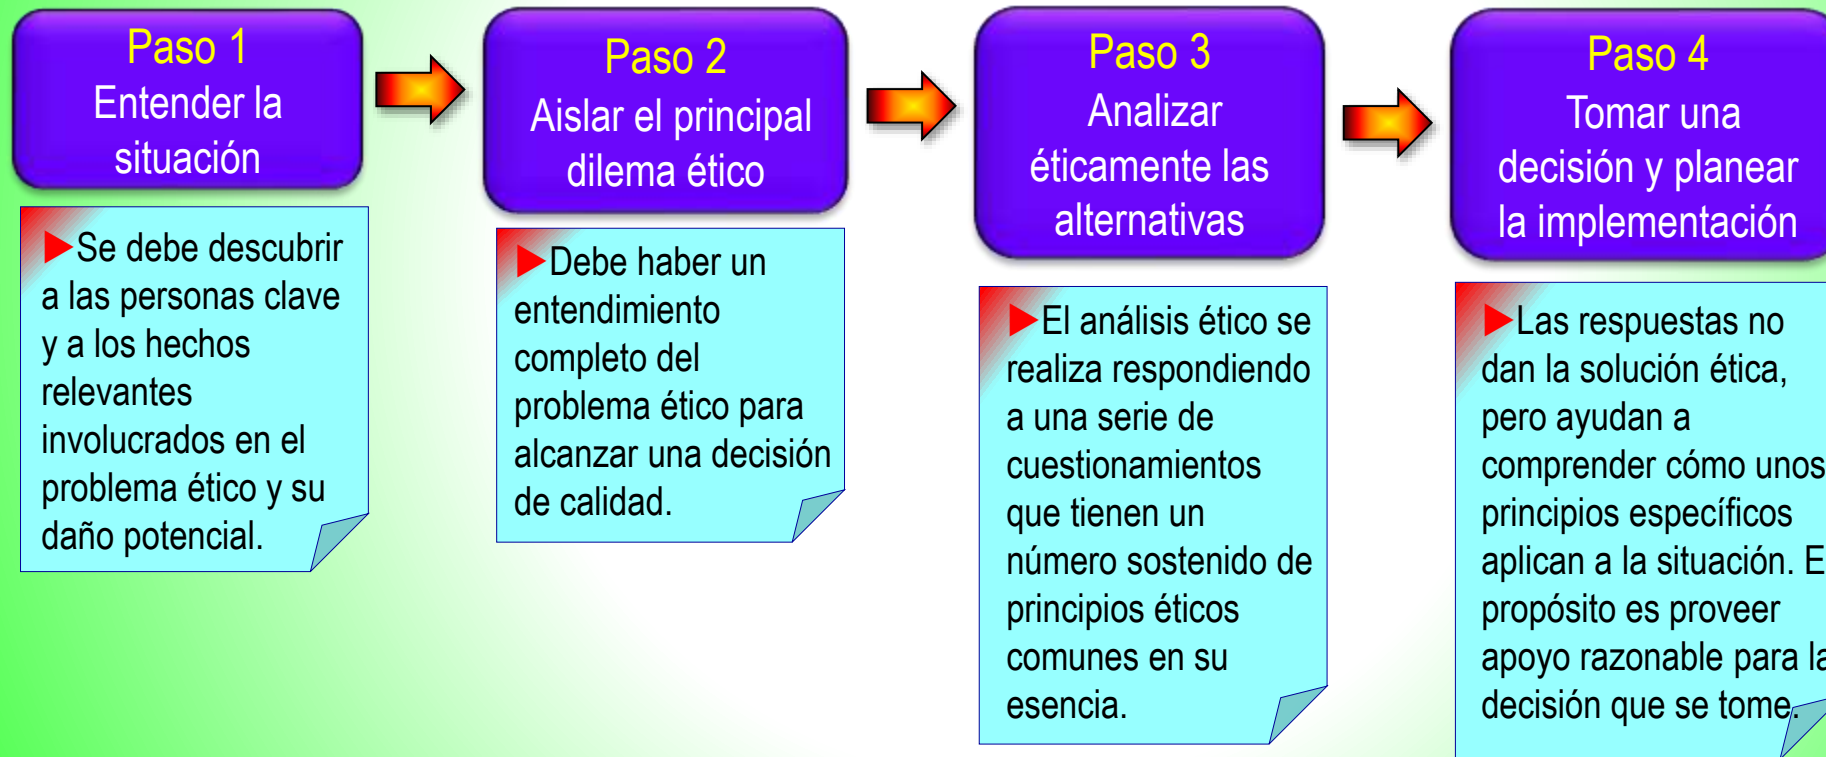 Paso 1
Entender la
situación
Paso 2
Aislar el principal
dilema ético
Paso 3
Analizar
éticamente las
alternativas
Paso 4
Tomar una
decisión y planear
la implementación
Se debe descubrir
a las personas clave
y a los hechos
relevantes
involucrados en el
problema ético y su
daño potencial.
Debe haber un
entendimiento
completo del
problema ético para
alcanzar una decisión
de calidad.
El análisis ético se
realiza respondiendo
a una serie de
cuestionamientos
que tienen un
número sostenido de
principios éticos
comunes en su
esencia.
Las respuestas no
dan la solución ética,
pero ayudan a
comprender cómo unos
principios específicos
aplican a la situación.
propósito es proveer
apoyo razonable para
decisión que se tome.